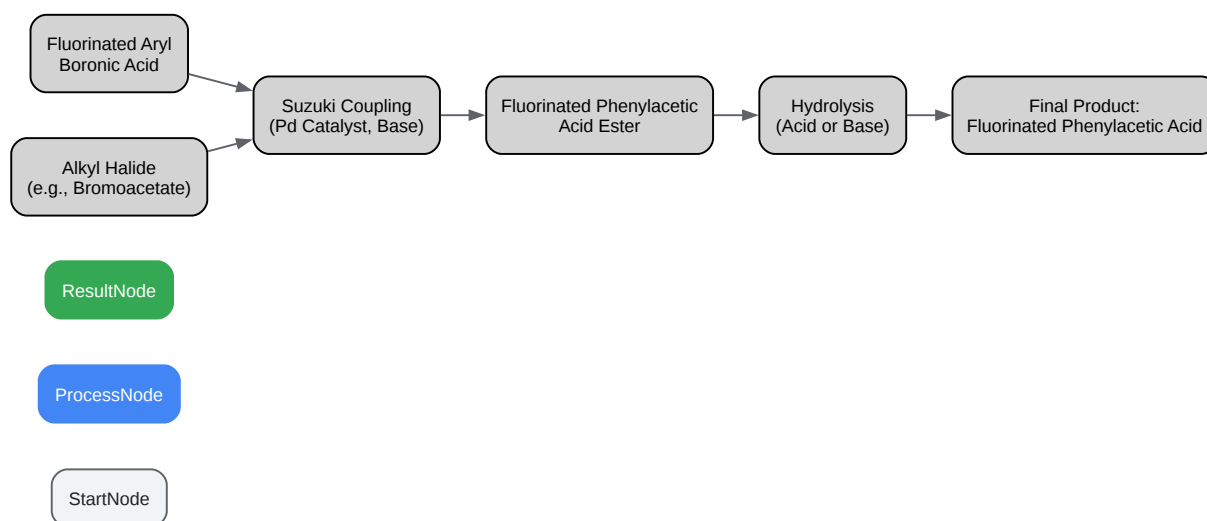 Fluorinated Aryl
Boronic Acid
Alkyl Halide
(e.g., Bromoacetate)
Suzuki Coupling
(Pd Catalyst, Base)
Fluorinated Phenylacetic
Acid Ester
Hydrolysis
(Acid or Base)
Final Product:
Fluorinated Phenylacetic Acid
ResultNode
ProcessNode
StartNode